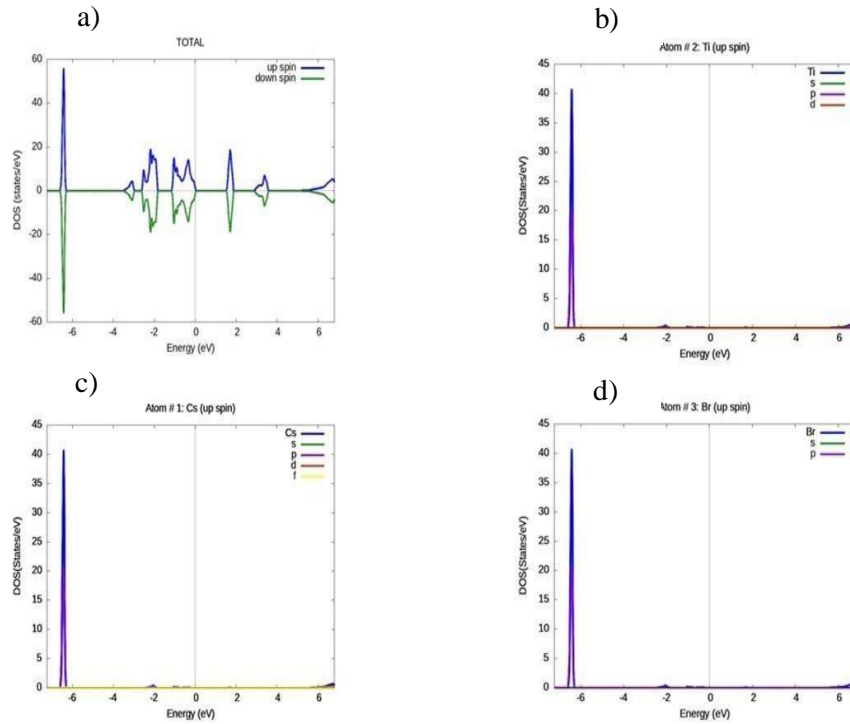 a)
TOTAL
up spin
down spin
DOS (states/eV)
60
40
20
0
-20
-40
-60
-6
-4
-2
0
2
4
6
Energy (eV)
b)
Atom # 2: Ti (up spin)
Ti
s
p
d
DOS(States/eV)
45
40
35
30
25
20
15
10
5
0
-6
-4
-2
0
2
4
6
Energy (eV)
c)
Atom # 1: Cs (up spin)
Cs
s
p
d
f
DOS(States/eV)
45
40
35
30
25
20
15
10
5
0
-6
-4
-2
0
2
4
6
Energy (eV)
d)
Atom # 3: Br (up spin)
Br
s
p
DOS(States/eV)
45
40
35
30
25
20
15
10
5
0
-6
-4
-2
0
2
4
6
Energy (eV)